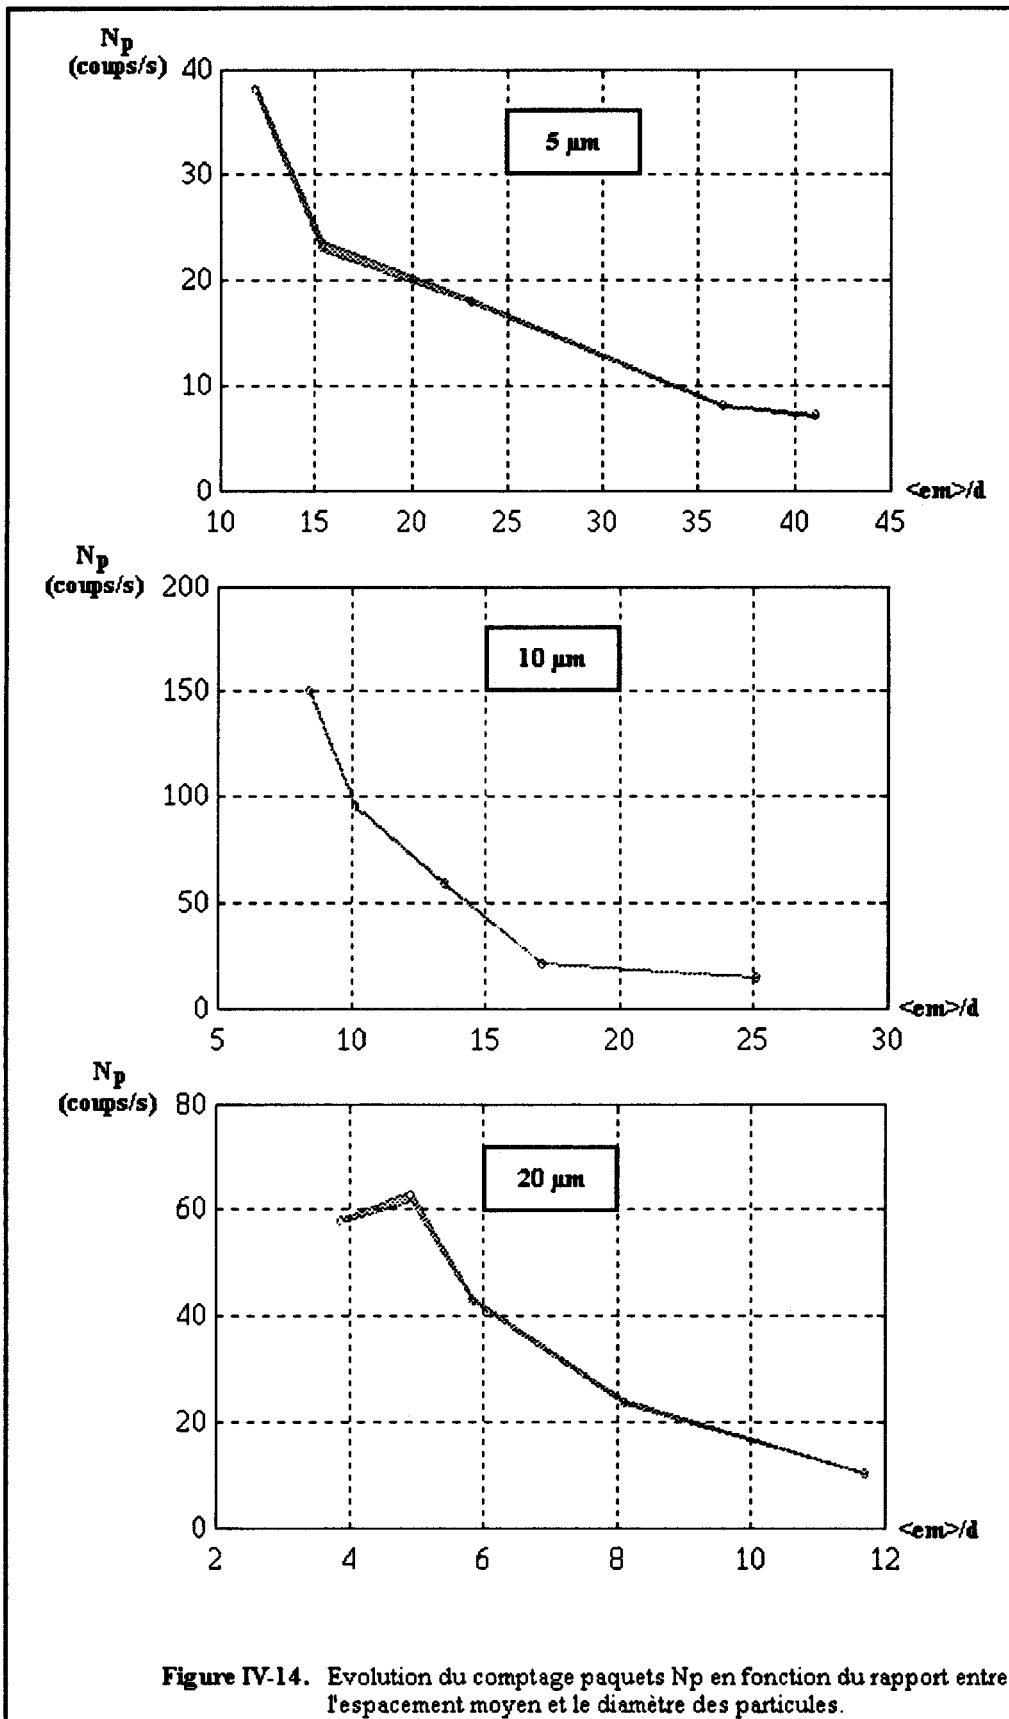 Np
(coups/s)
40
30
20
10
0
5 µm
10 15 20 25 30 35 40 45
<em>/d
Np
(coups/s)
200
150
100
50
0
10 µm
5 10 15 20 25 30
<em>/d
Np
(coups/s)
80
60
40
20
0
20 µm
2 4 6 8 10 12
<em>/d
Figure IV-14. Evolution du comptage paquets Np en fonction du rapport entre
l'espacement moyen et le diamètre des particules.